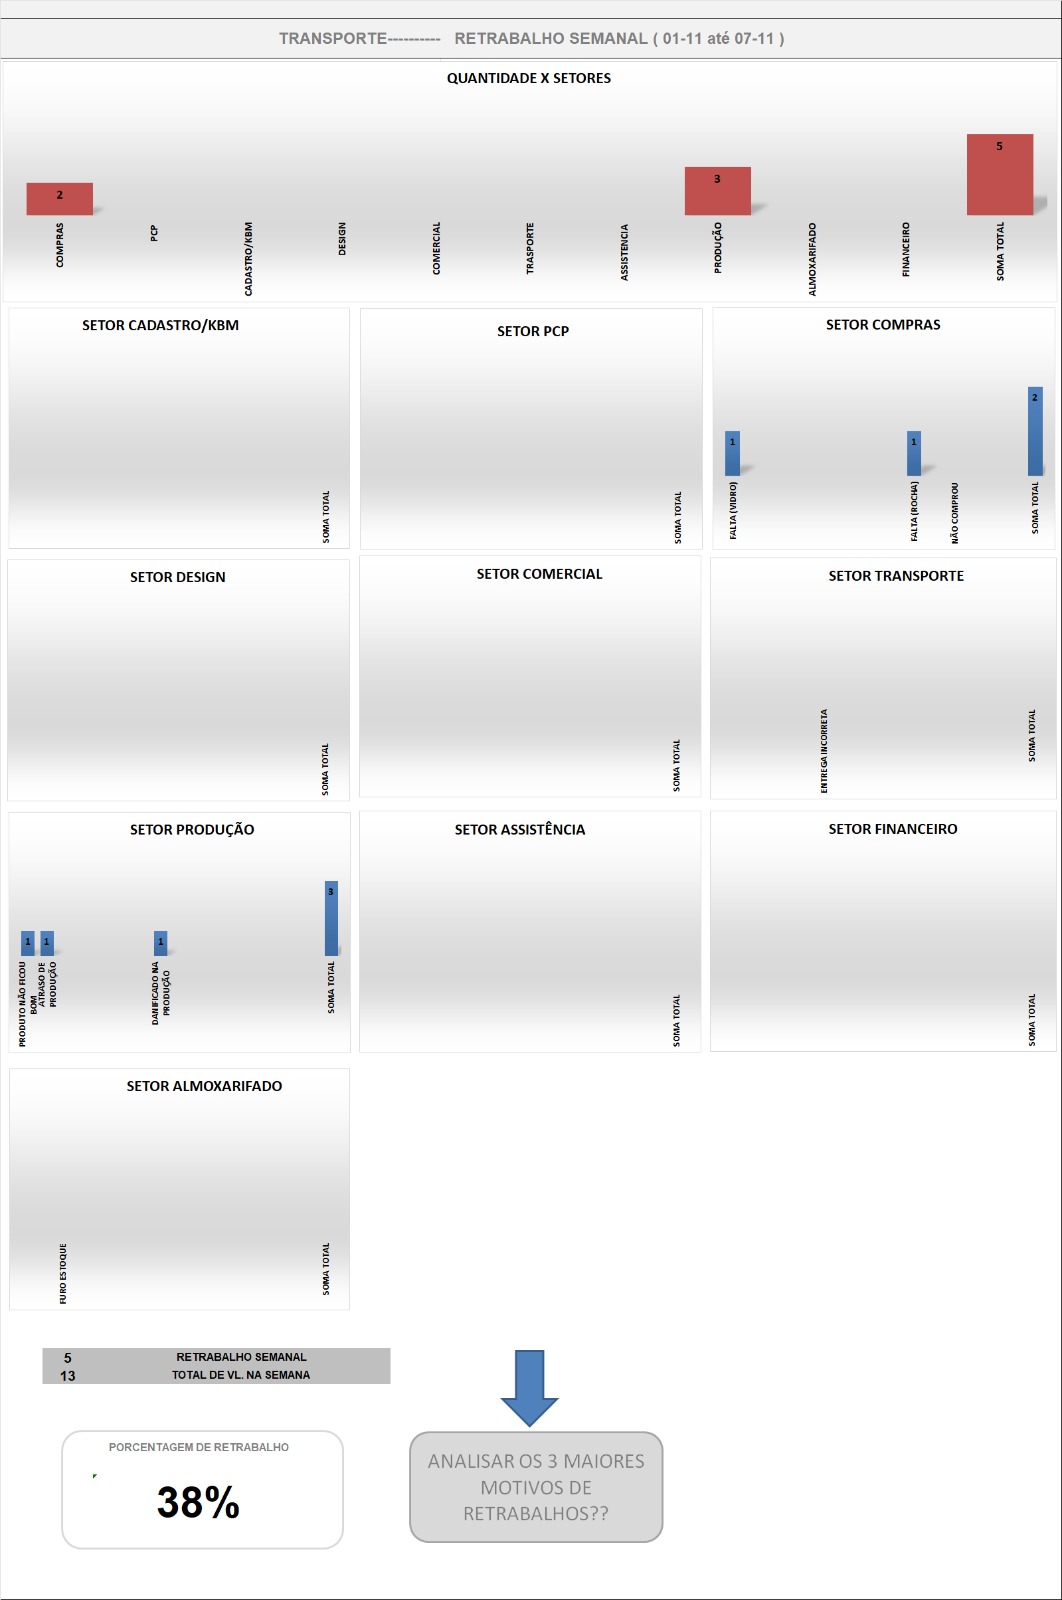 TRANSPORTE---------- RETRABALHO SEMANAL ( 01-11 até 07-11 )
QUANTIDADE X SETORES
2
3
5
COMPRAS
PCP
CADASTRO/KBM
DESIGN
COMERCIAL
TRASPORTE
ASSISTENCIA
PRODUÇÃO
ALMOXARIFADO
FINANCEIRO
SOMA TOTAL
SETOR CADASTRO/KBM
SOMA TOTAL
SETOR PCP
SOMA TOTAL
SETOR COMPRAS
1
1
2
FALTA (VIDRO)
FALTA (ROCHA)
NÃO COMPROU
SOMA TOTAL
SETOR DESIGN
SOMA TOTAL
SETOR COMERCIAL
SOMA TOTAL
SETOR TRANSPORTE
ENTREGA INCORRETA
SOMA TOTAL
SETOR PRODUÇÃO
1
1
1
3
PRODUTO NÃO FICOU
BOM
ATRASO DE
PRODUÇÃO
DANIFICADO NA
PRODUÇÃO
SOMA TOTAL
SETOR ASSISTÊNCIA
SOMA TOTAL
SETOR FINANCEIRO
SOMA TOTAL
SETOR ALMOXARIFADO
FURO ESTOQUE
SOMA TOTAL
5 RETRABALHO SEMANAL
13 TOTAL DE VL. NA SEMANA
PORCENTAGEM DE RETRABALHO
38%
ANALISAR OS 3 MAIORES
MOTIVOS DE
RETRABALHOS??